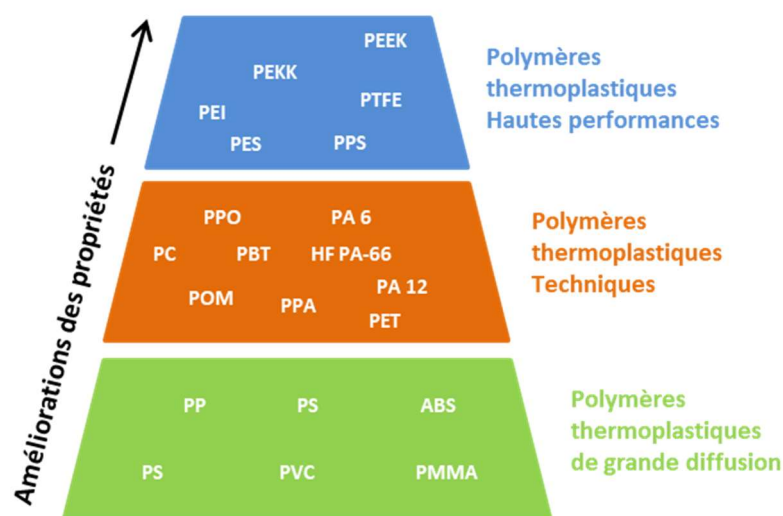 Améliorations des propriétés
PEEK
PEKK
PTFE
PEI
PES PPS
Polymères
thermoplastiques
Hautes performances
PPO PA 6
PC PBT HF PA-66
PA 12
POM PPA
PET
Polymères
thermoplastiques
Techniques
PP PS ABS
PS PVC PMMA
Polymères
thermoplastiques
de grande diffusion